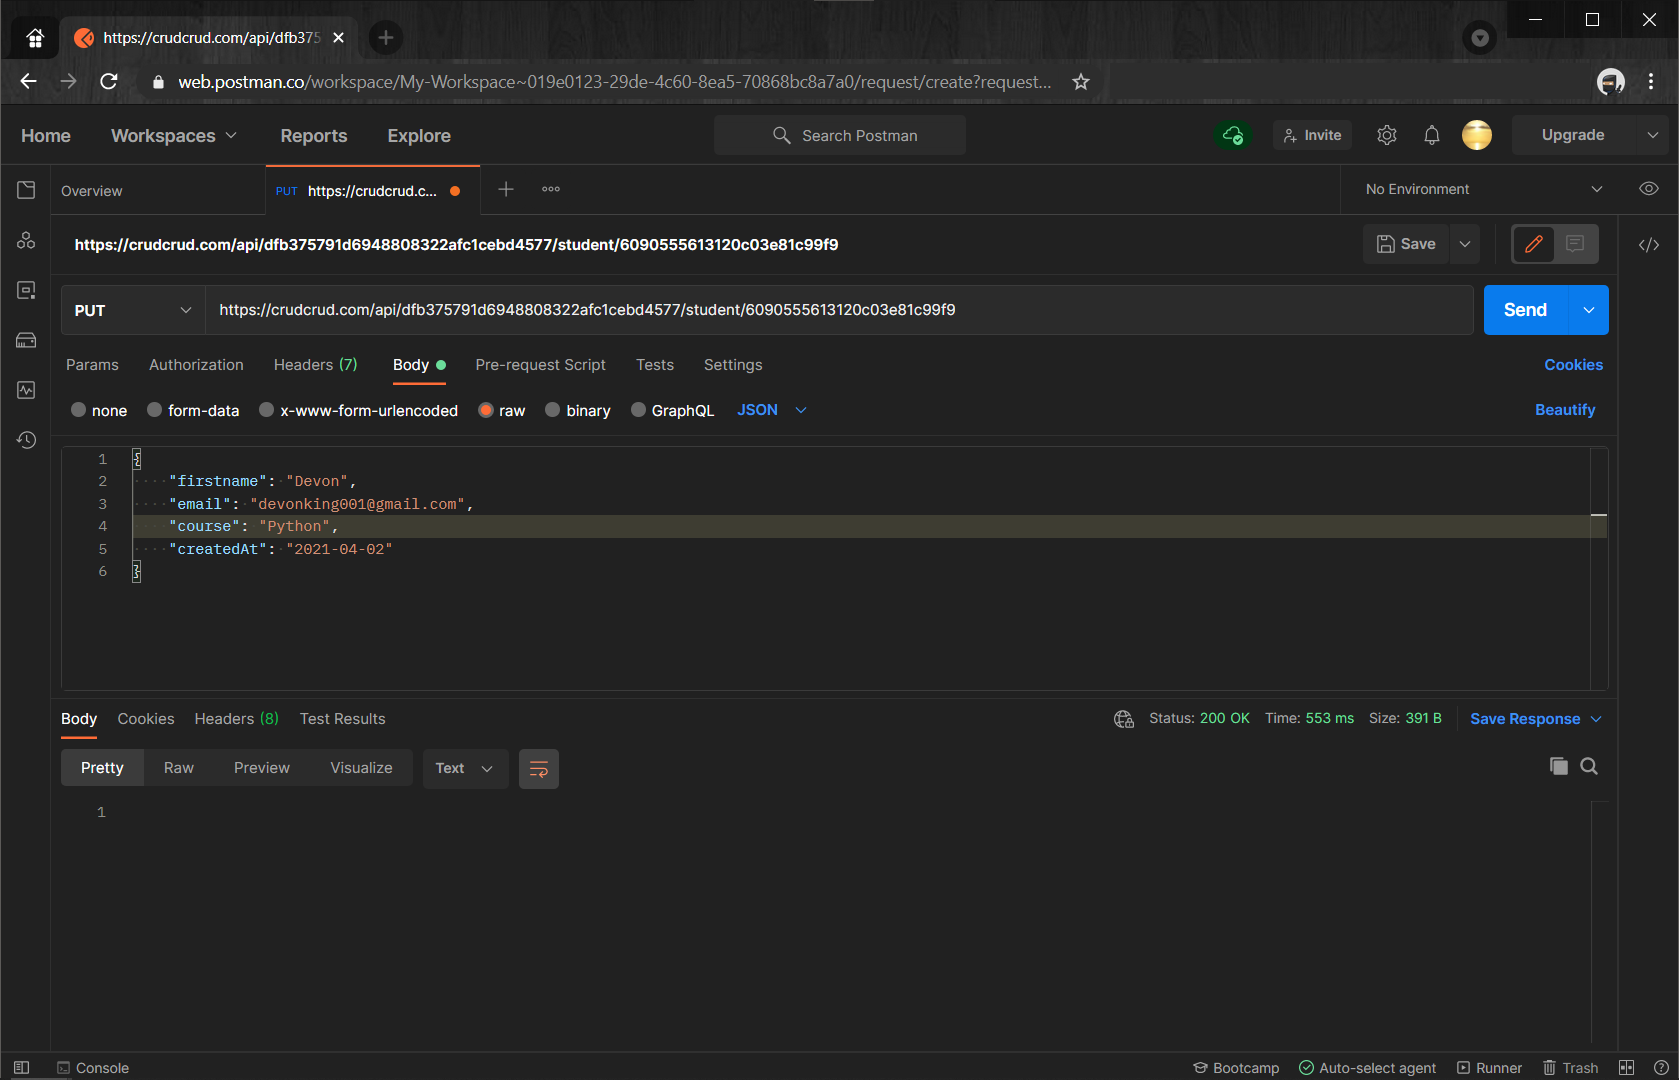 https://crudcrud.com/api/dfb375
web.postman.co/workspace/My-Workspace~019e0123-29de-4c60-8ea5-70868bc8a7a0/request/create?request...
Home Workspaces Reports Explore Search Postman Invite Upgrade
Overview PUT https://crudcrud.c... No Environment
https://crudcrud.com/api/dfb375791d6948808322afc1cebd4577/student/6090555613120c03e81c99f9 Save
PUT https://crudcrud.com/api/dfb375791d6948808322afc1cebd4577/student/6090555613120c03e81c99f9 Send
Params Authorization Headers (7) Body Pre-request Script Tests Settings Cookies
none form-data x-www-form-urlencoded raw binary GraphQL JSON Beautify
1 {
2 "firstname": "Devon",
3 "email": "devonking001@gmail.com",
4 "course": "Python",
5 "createdAt": "2021-04-02"
6 }
Body Cookies Headers (8) Test Results Status: 200 OK Time: 553 ms Size: 391 B Save Response
Pretty Raw Preview Visualize Text
1
Console Bootcamp Auto-select agent Runner Trash